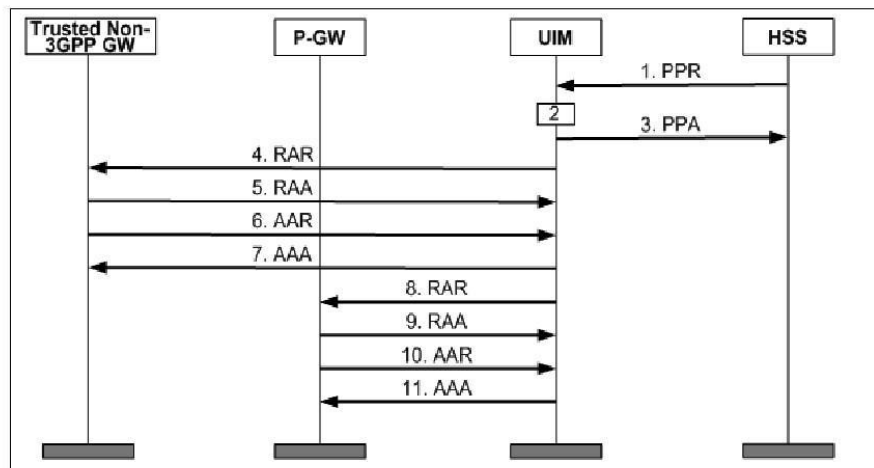 Trusted Non-
3GPP GW
P-GW
UIM
HSS
1. PPR
2
3. PPA
4. RAR
5. RAA
6. AAR
7. AAA
8. RAR
9. RAA
10. AAR
11. AAA